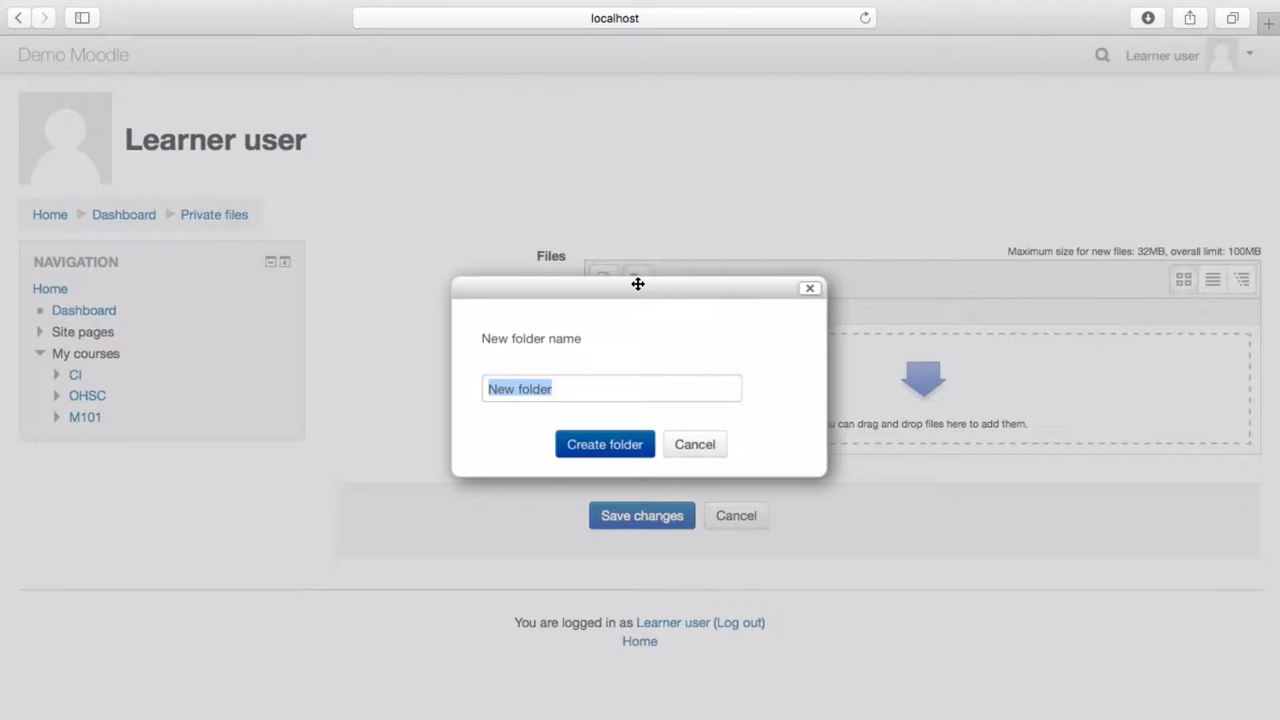 localhost
Demo Moodle
Learner user
Learner user
Home Dashboard Private files
NAVIGATION
Home
Dashboard
Site pages
My courses
CI
OHSC
M101
Files
Maximum size for new files: 32MB, overall limit: 100MB
New folder name
New folder
Create folder Cancel
can drag and drop files here to add them.
Save changes Cancel
You are logged in as Learner user (Log out)
Home